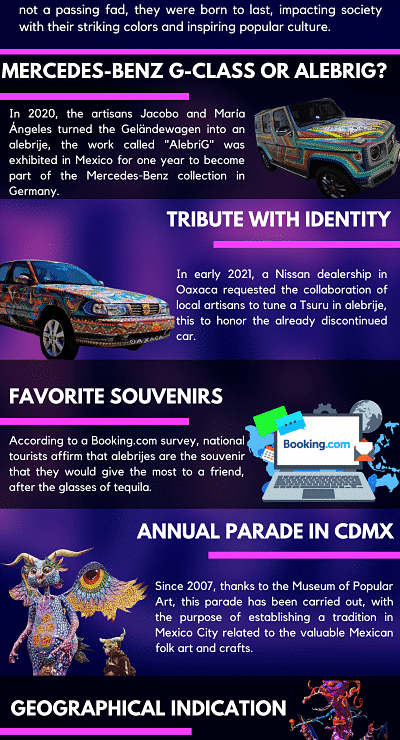 not a passing fad, they were born to last, impacting society
with their striking colors and inspiring popular culture.
MERCEDES-BENZ G-CLASS OR ALEBRIG?
In 2020, the artisans Jacobo and María
Ángeles turned the Geländewagen into an
alebrije, the work called "AlebriG" was
exhibited in Mexico for one year to become
part of the Mercedes-Benz collection in
Germany.
TRIBUTE WITH IDENTITY
In early 2021, a Nissan dealership in
Oaxaca requested the collaboration of
local artisans to tune a Tsuru in alebrije,
this to honor the already discontinued
car.
OAXACA
FAVORITE SOUVENIRS
According to a Booking.com survey, national
tourists affirm that alebrijes are the souvenir
that they would give the most to a friend,
after the glasses of tequila.
Booking.com
ANNUAL PARADE IN CDMX
Since 2007, thanks to the Museum of Popular
Art, this parade has been carried out, with
the purpose of establishing a tradition in
Mexico City related to the valuable Mexican
folk art and crafts.
GEOGRAPHICAL INDICATION